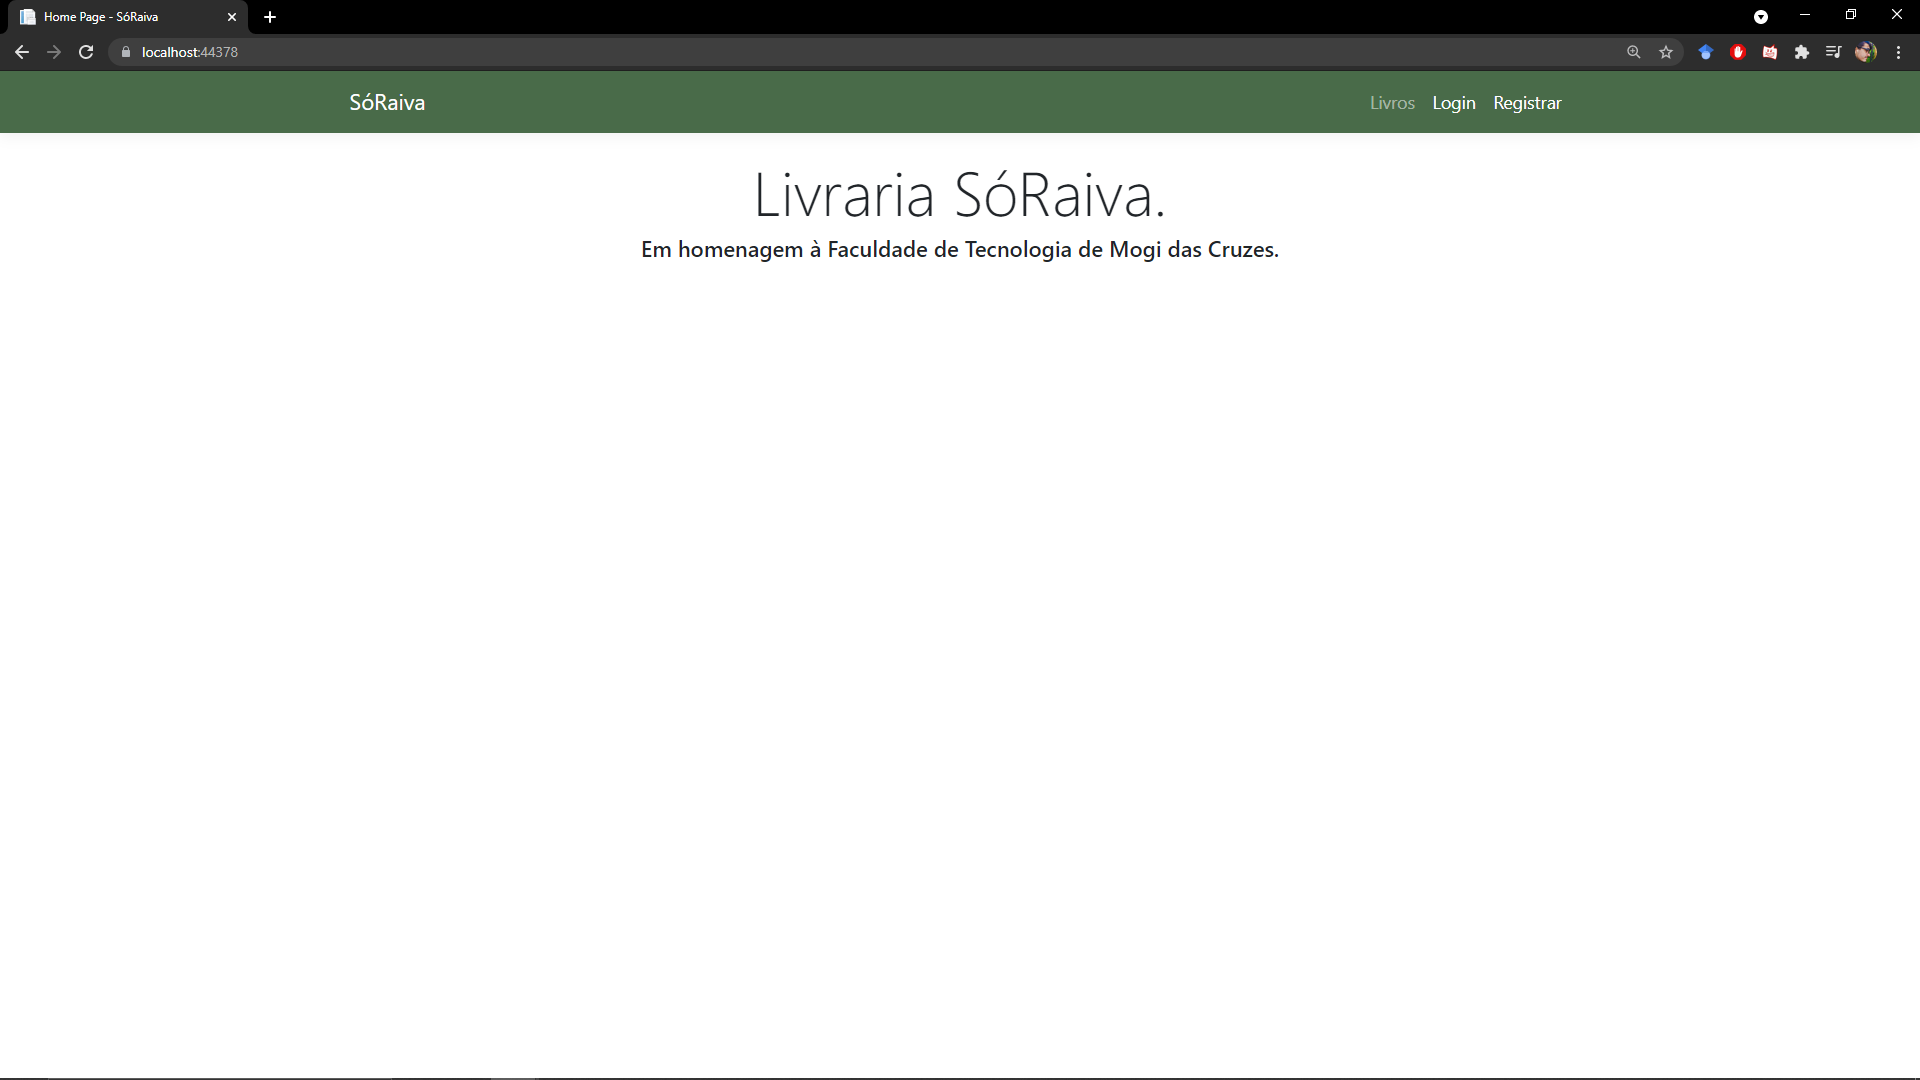 Home Page - SóRaiva
localhost:44378
SóRaiva
Livros Login Registrar
Livraria SóRaiva.
Em homenagem à Faculdade de Tecnologia de Mogi das Cruzes.